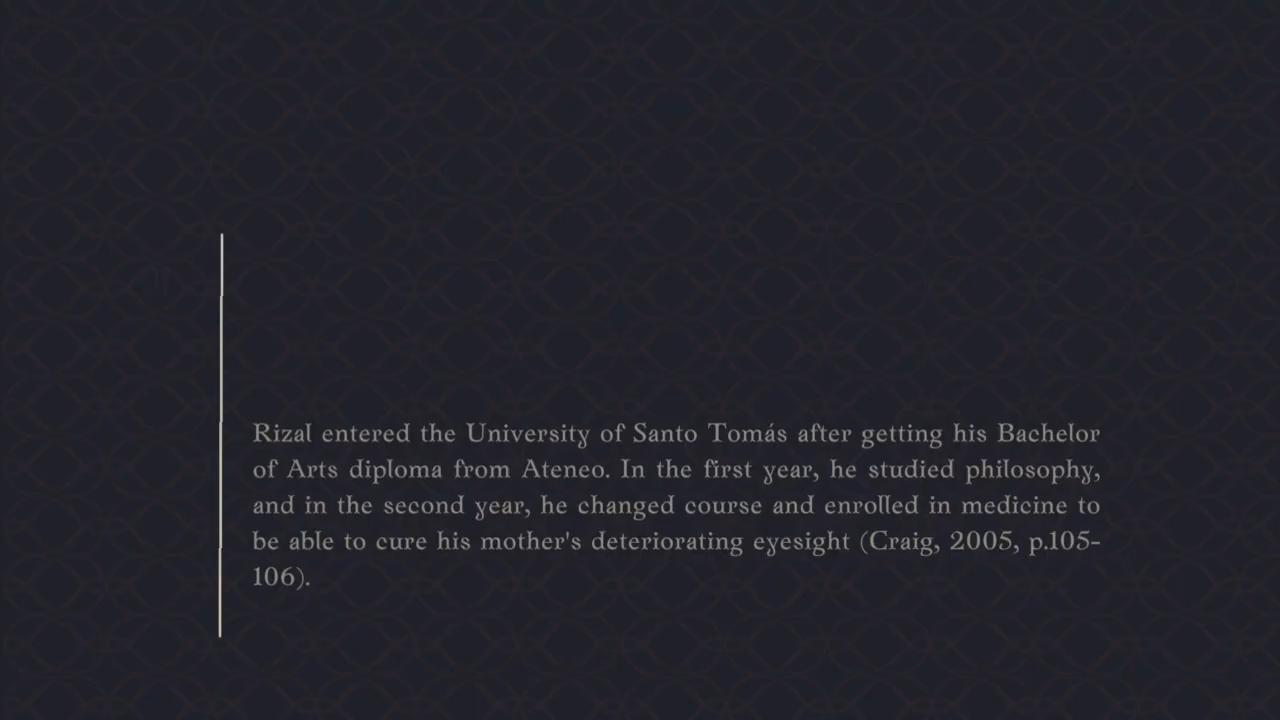 Rizal entered the University of Santo Tomás after getting his Bachelor
of Arts diploma from Ateneo. In the first year, he studied philosophy,
and in the second year, he changed course and enrolled in medicine to
be able to cure his mother's deteriorating eyesight (Craig, 2005, p.105-
106).